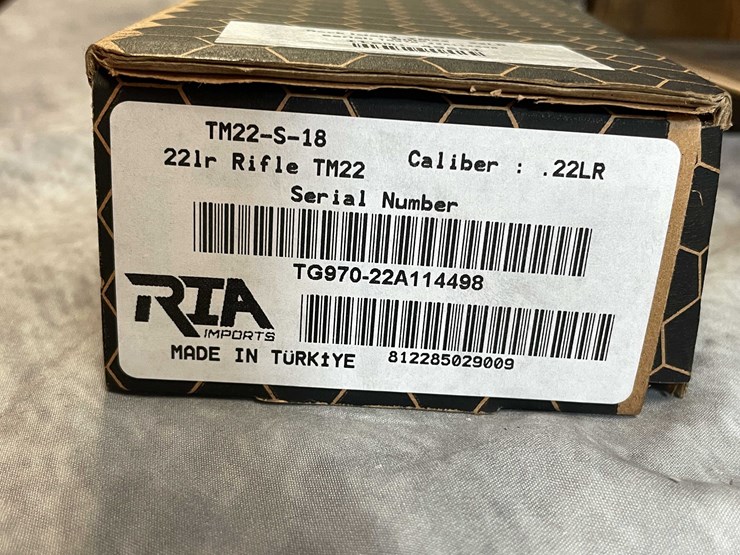 TM22-S-18
22lr Rifle TM22 Caliber : .22LR
Serial Number
TG970-22A114498
RIA
IMPORTS
MADE IN TÜRKİYE 812285029009